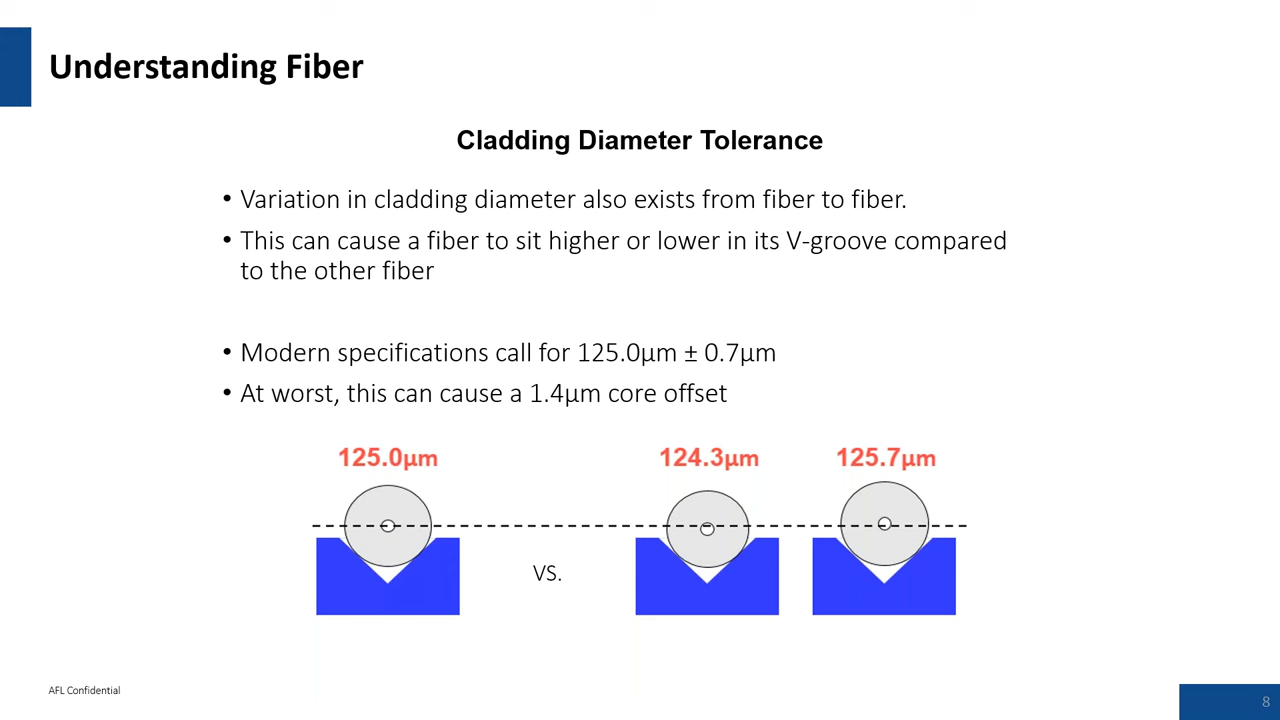 Understanding Fiber
Cladding Diameter Tolerance
• Variation in cladding diameter also exists from fiber to fiber.
• This can cause a fiber to sit higher or lower in its V-groove compared
to the other fiber
• Modern specifications call for 125.0µm ± 0.7µm
• At worst, this can cause a 1.4µm core offset
125.0µm
124.3µm
125.7µm
VS.
AFL Confidential
8